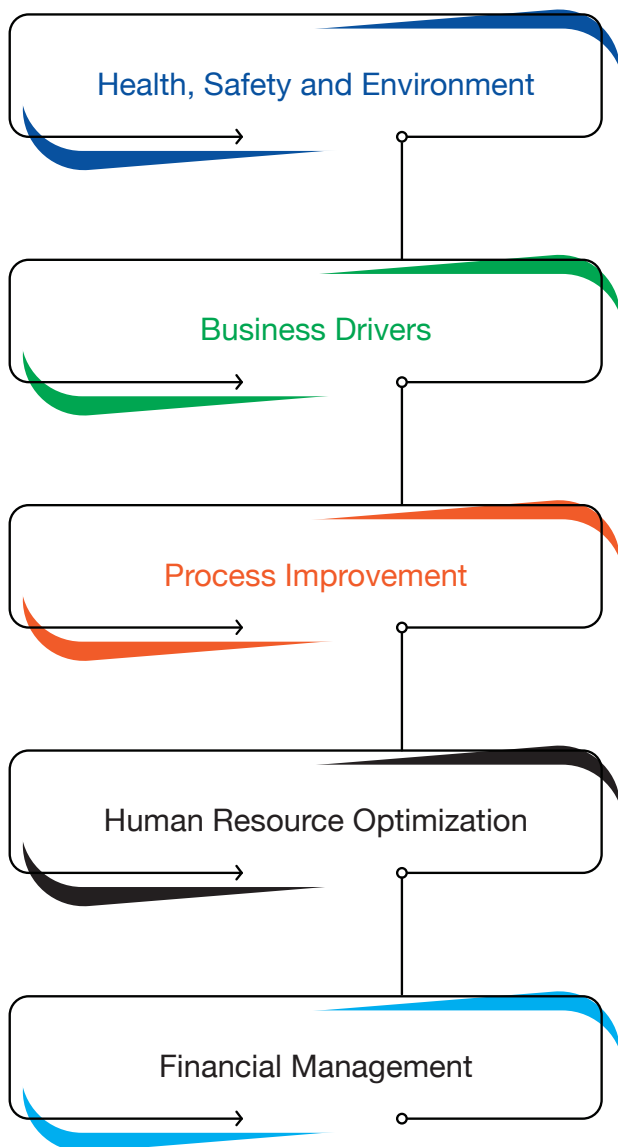 Health, Safety and Environment
Business Drivers
Process Improvement
Human Resource Optimization
Financial Management